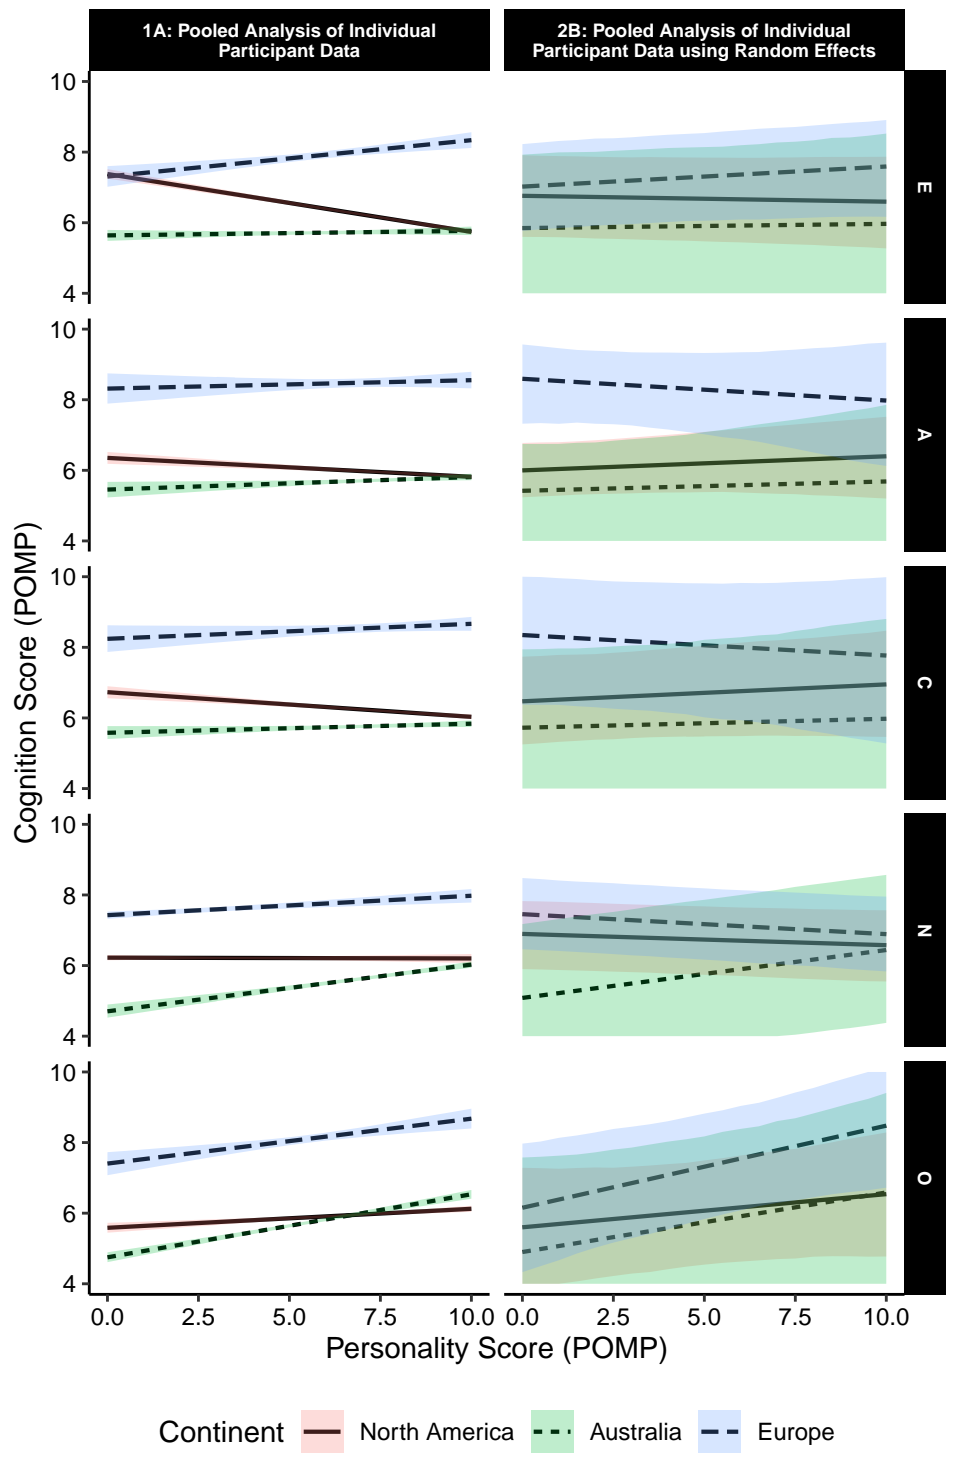 1A: Pooled Analysis of Individual
Participant Data
2B: Pooled Analysis of Individual
Participant Data using Random Effects
Cognition Score (POMP)
10
8
6
4
E
10
8
6
4
A
10
8
6
4
C
10
8
6
4
N
10
8
6
4
O
0.0 2.5 5.0 7.5 10.0 0.0 2.5 5.0 7.5 10.0
Personality Score (POMP)
Continent North America Australia Europe